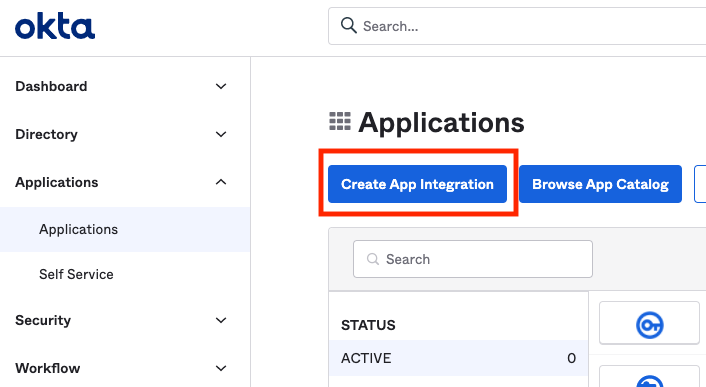 okta
Search...
Dashboard
Directory
Applications
Applications
Self Service
Security
Workflow
Applications
Create App Integration
Browse App Catalog
Search
STATUS
ACTIVE 0